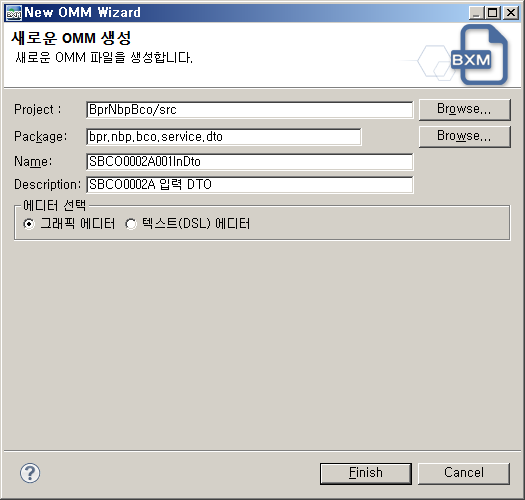 New OMM Wizard
새로운 OMM 생성
새로운 OMM 파일을 생성합니다.
BXM
Project : BprNbpBco/src Browse...
Package: bpr.nbp.bco.service.dto Browse...
Name: SBCO0002A001InDto
Description: SBCO0002A 입력 DTO
에디터 선택
그래픽 에디터 텍스트(DSL) 에디터
? Finish Cancel